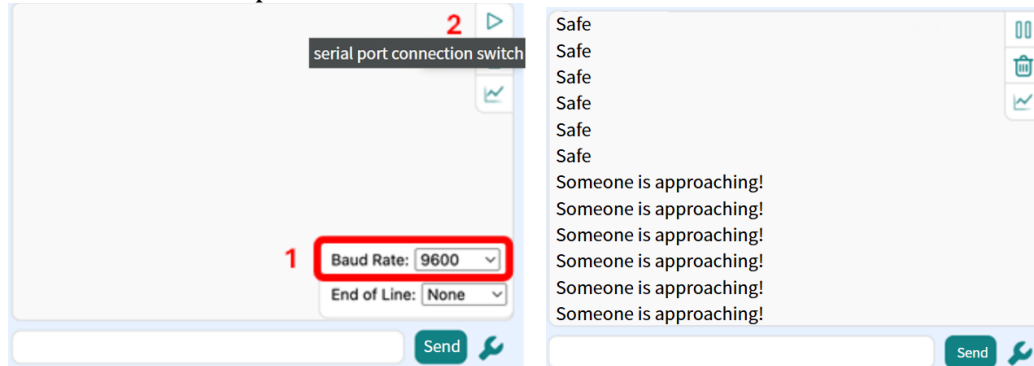 2
serial port connection switch
1
Baud Rate: 9600
End of Line: None
Send
Safe
Safe
Safe
Safe
Safe
Safe
Someone is approaching!
Someone is approaching!
Someone is approaching!
Someone is approaching!
Someone is approaching!
Someone is approaching!
Send